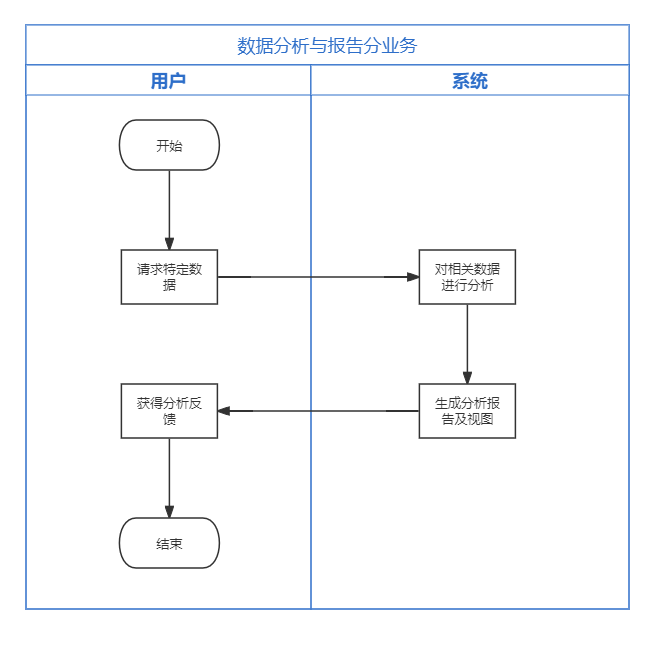 数据分析与报告分业务
用户
系统
开始
请求特定数
据
对相关数据
进行分析
获得分析反
馈
生成分析报
告及视图
结束